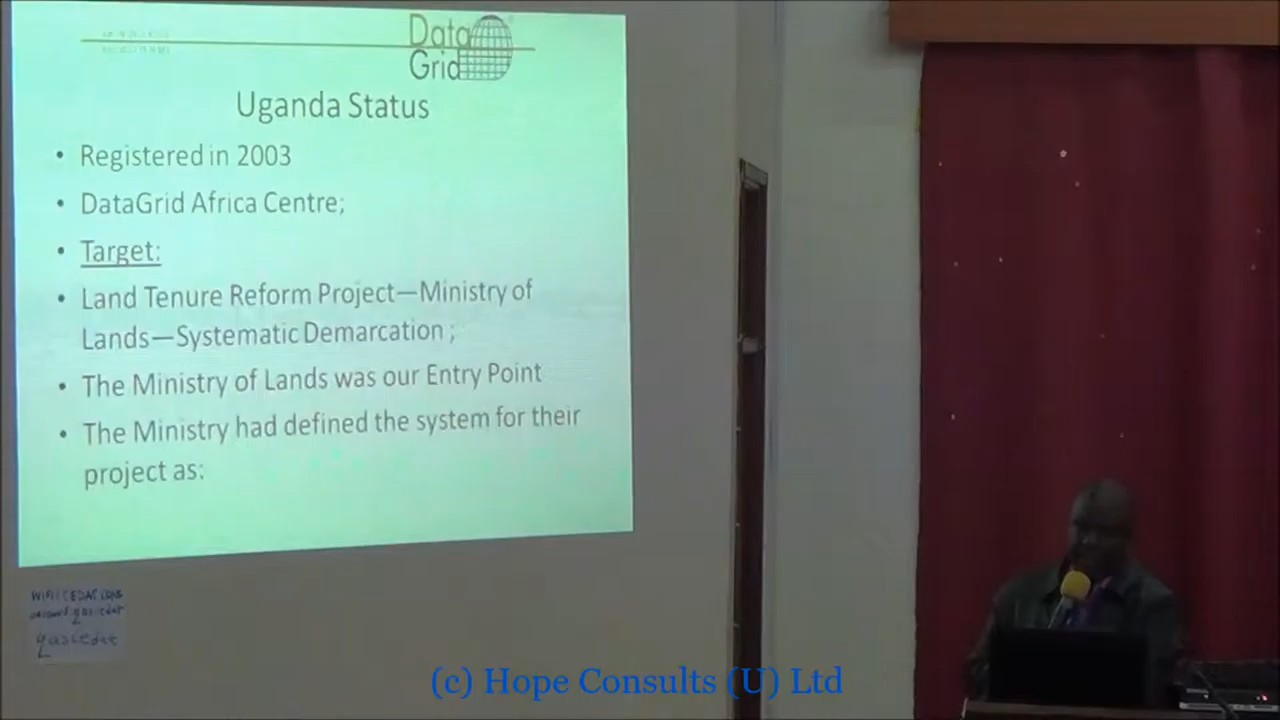 Data
Grid
Uganda Status
• Registered in 2003
• DataGrid Africa Centre;
• Target:
• Land Tenure Reform Project—Ministry of
Lands—Systematic Demarcation ;
• The Ministry of Lands was our Entry Point
• The Ministry had defined the system for their
project as:
(c) Hope Consults (U) Ltd